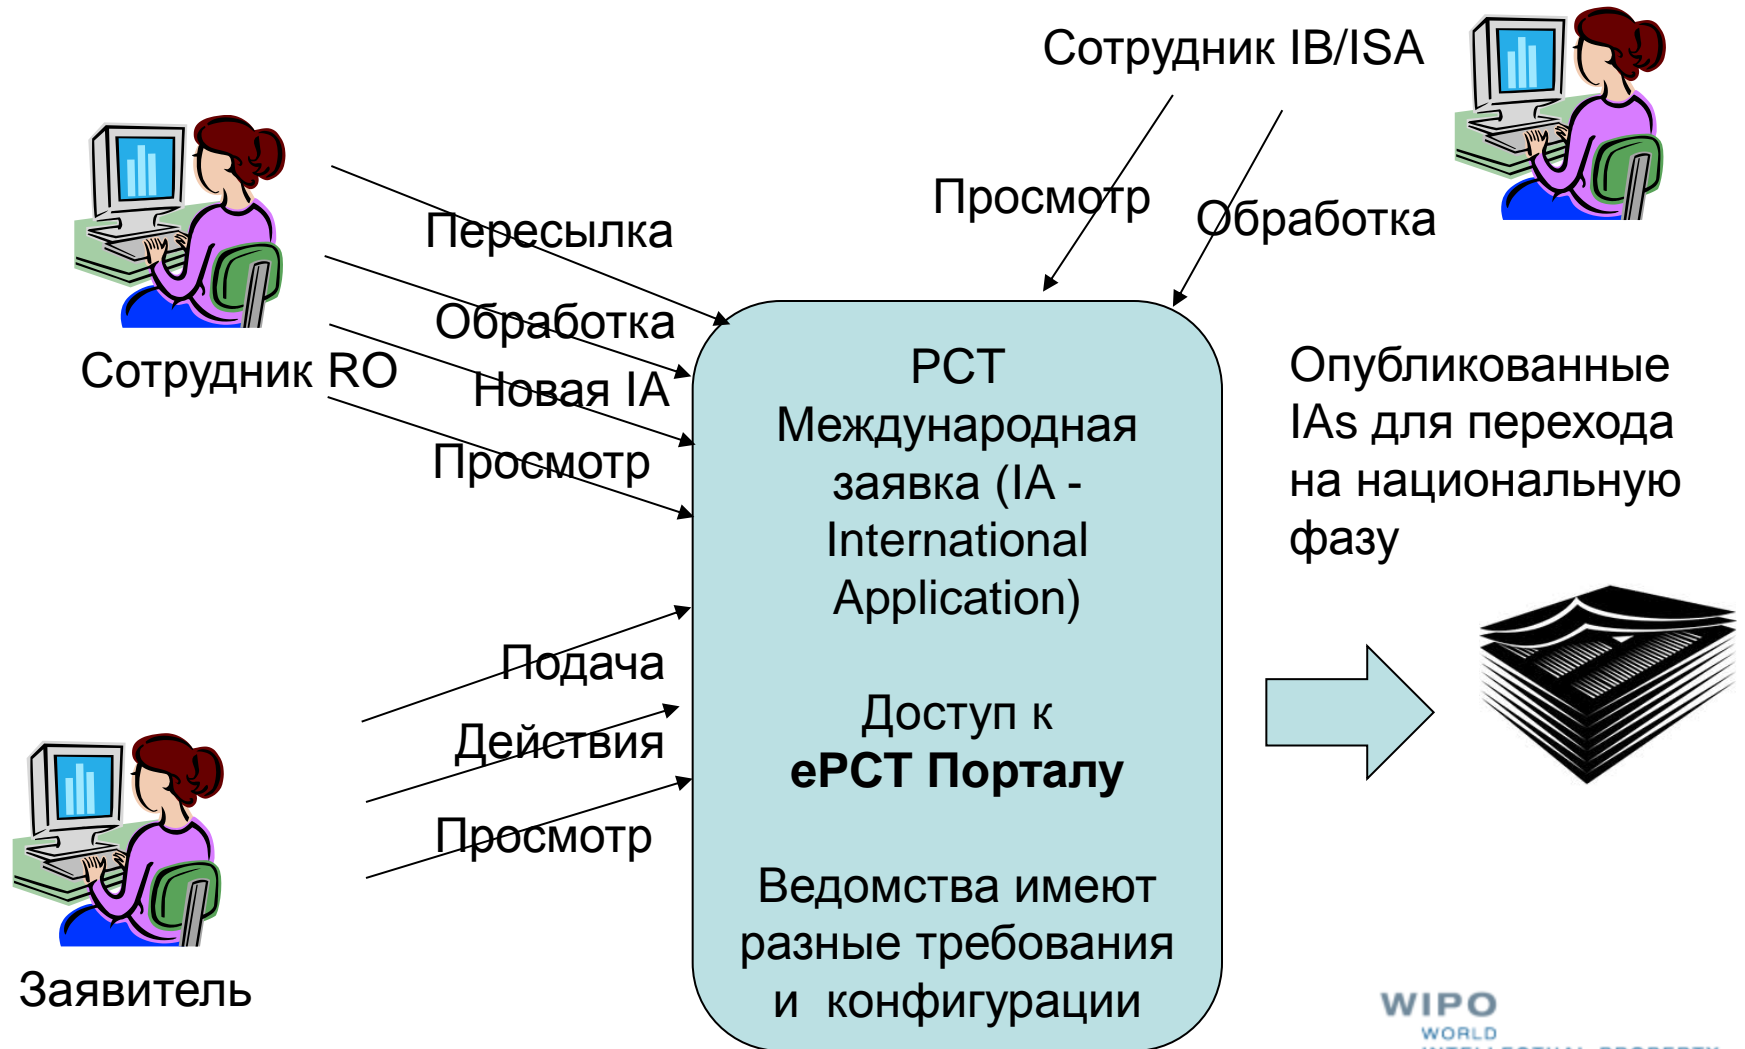 Сотрудник IB/ISA
Просмотр
Обработка
Пересылка
Обработка
Новая IA
Просмотр
Сотрудник RO
PCT
Международная
заявка (IA -
International
Application)
Доступ к
ePCT Порталу
Ведомства имеют
разные требования
и конфигурации
Опубликованные
IAs для перехода
на национальную
фазу
Подача
Действия
Просмотр
Заявитель
WIPO
WORLD
INTELLECTUAL PROPERTY